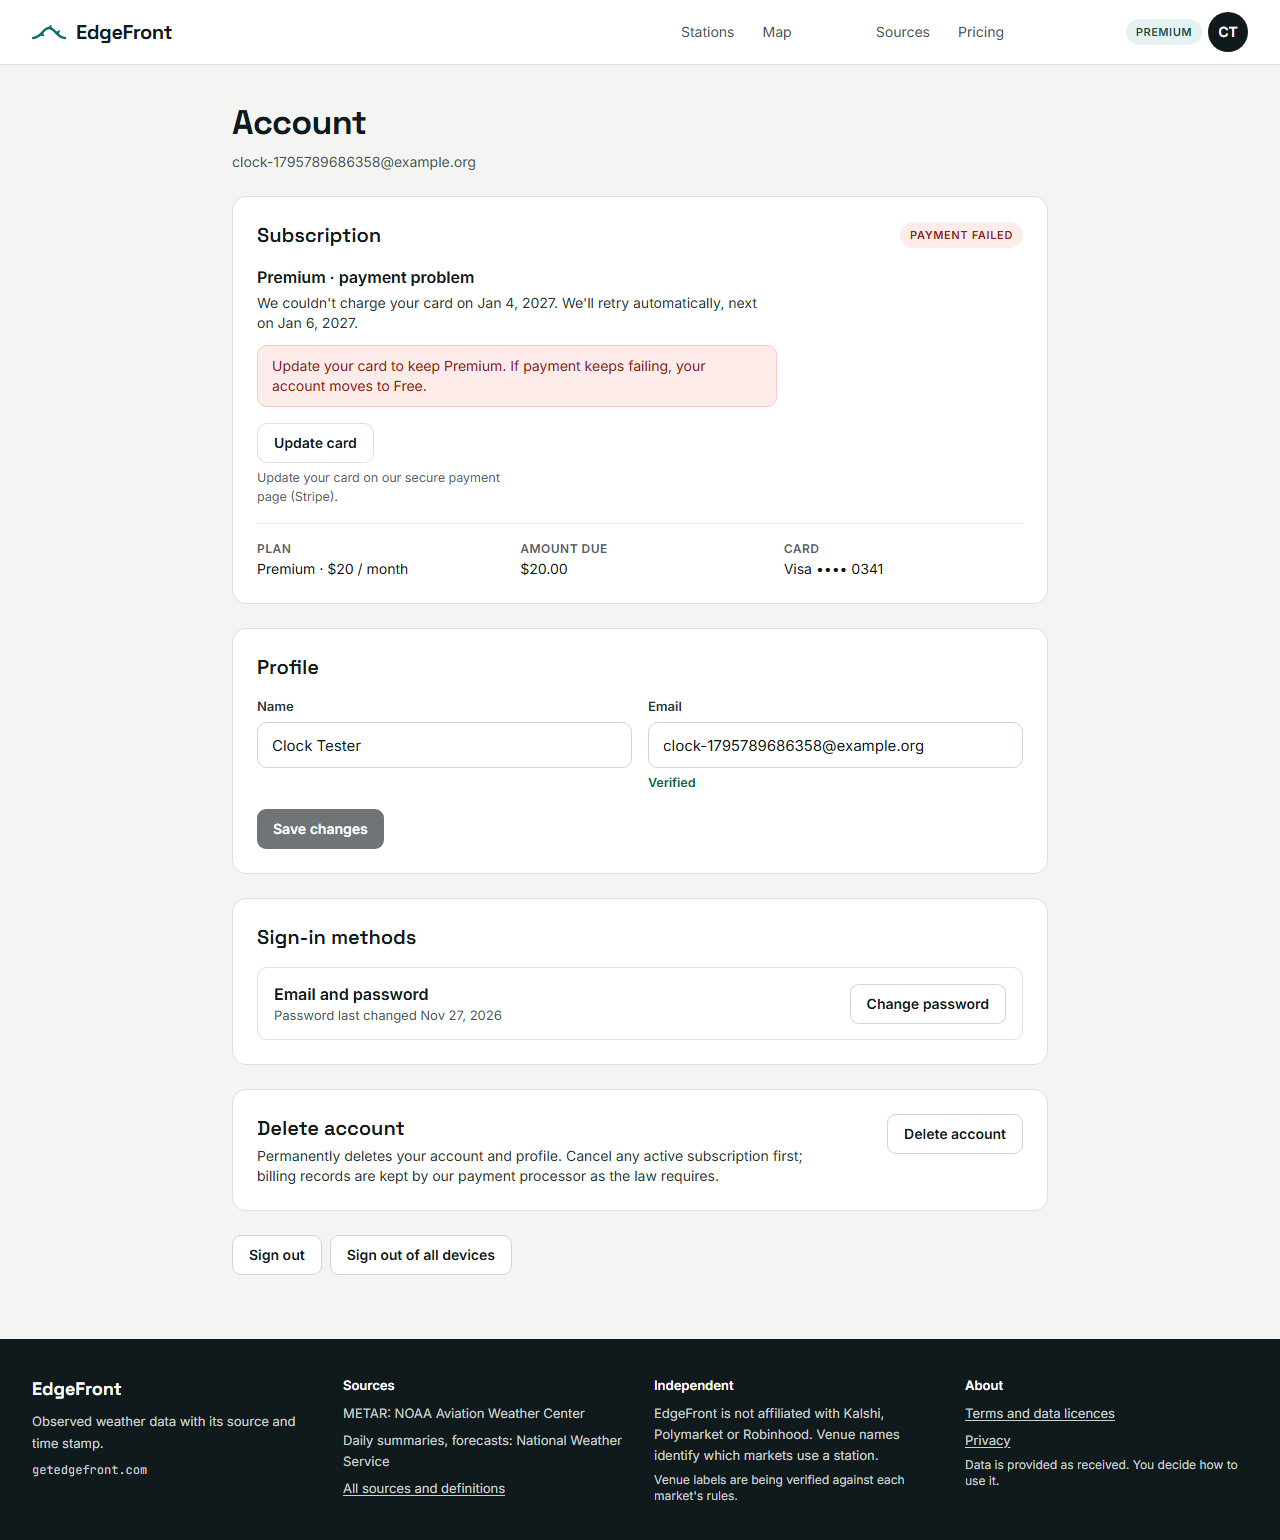 EdgeFront
Stations
Map
Sources
Pricing
PREMIUM
CT
Account
clock-1795789686358@example.org
Subscription
PAYMENT FAILED
Premium · payment problem
We couldn't charge your card on Jan 4, 2027. We'll retry automatically, next
on Jan 6, 2027.
Update your card to keep Premium. If payment keeps failing, your
account moves to Free.
Update card
Update your card on our secure payment
page (Stripe).
PLAN
Premium · $20 / month
AMOUNT DUE
$20.00
CARD
Visa •••• 0341
Profile
Name
Clock Tester
Email
clock-1795789686358@example.org
Verified
Save changes
Sign-in methods
Email and password
Password last changed Nov 27, 2026
Change password
Delete account
Permanently deletes your account and profile. Cancel any active subscription first;
billing records are kept by our payment processor as the law requires.
Delete account
Sign out
Sign out of all devices
EdgeFront
Observed weather data with its source and
time stamp.
getedgefront.com
Sources
METAR: NOAA Aviation Weather Center
Daily summaries, forecasts: National Weather
Service
All sources and definitions
Independent
EdgeFront is not affiliated with Kalshi,
Polymarket or Robinhood. Venue names
identify which markets use a station.
Venue labels are being verified against each
market's rules.
About
Terms and data licences
Privacy
Data is provided as received. You decide how to
use it.